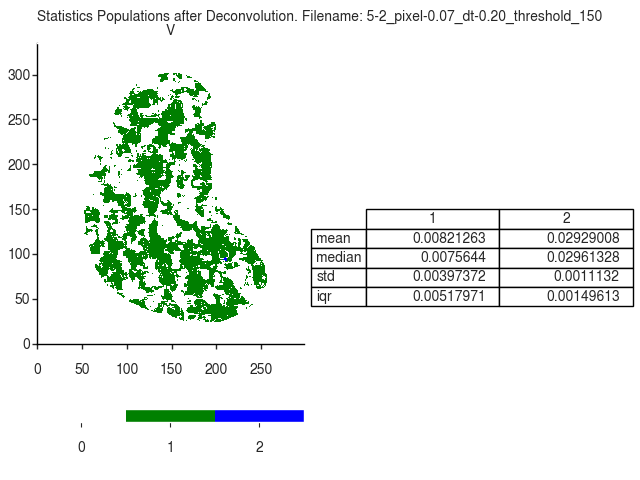 Statistics Populations after Deconvolution. Filename: 5-2_pixel-0.07_dt-0.20_threshold_150
V
300
250
200
150
100
50
0
0 50 100 150 200 250
1 2
mean 0.00821263 0.02929008
median 0.0075644 0.02961328
std 0.00397372 0.0011132
iqr 0.00517971 0.00149613
0 1 2